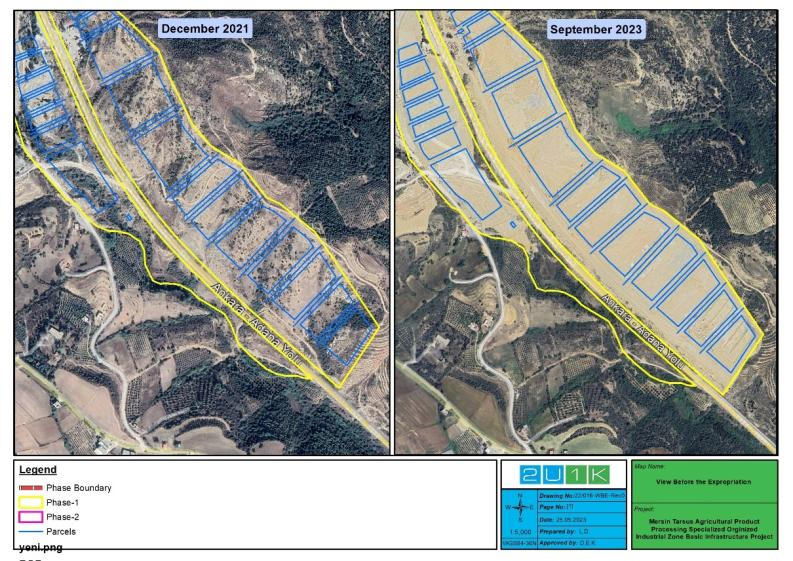 December 2021
September 2023
Ankara - Adana Yolu
Ankara - Adana Yolu
Legend
Phase Boundary
Phase-1
Phase-2
Parcels
yeni.png
2U1K
N
W E
S
1:5,000
Drawing No:22/016-WBE-Rev0
Page No: [1]
Date: 25.09.2023
Prepared by: L.D.
Approved by: D.E.K.
Map Name:
View Before the Expropriation
Project:
Mersin Tarsus Agricultural Product
Processing Specialized Orginized
Industrial Zone Basic Infrastructure Project